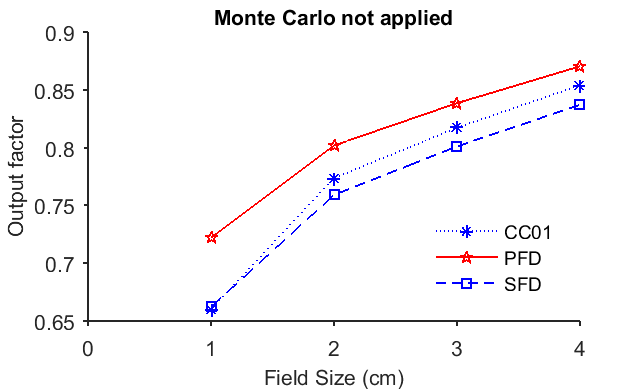 Monte Carlo not applied
0.9
0.85
0.8
0.75
0.7
0.65
Output factor
CC01
PFD
SFD
0 1 2 3 4
Field Size (cm)